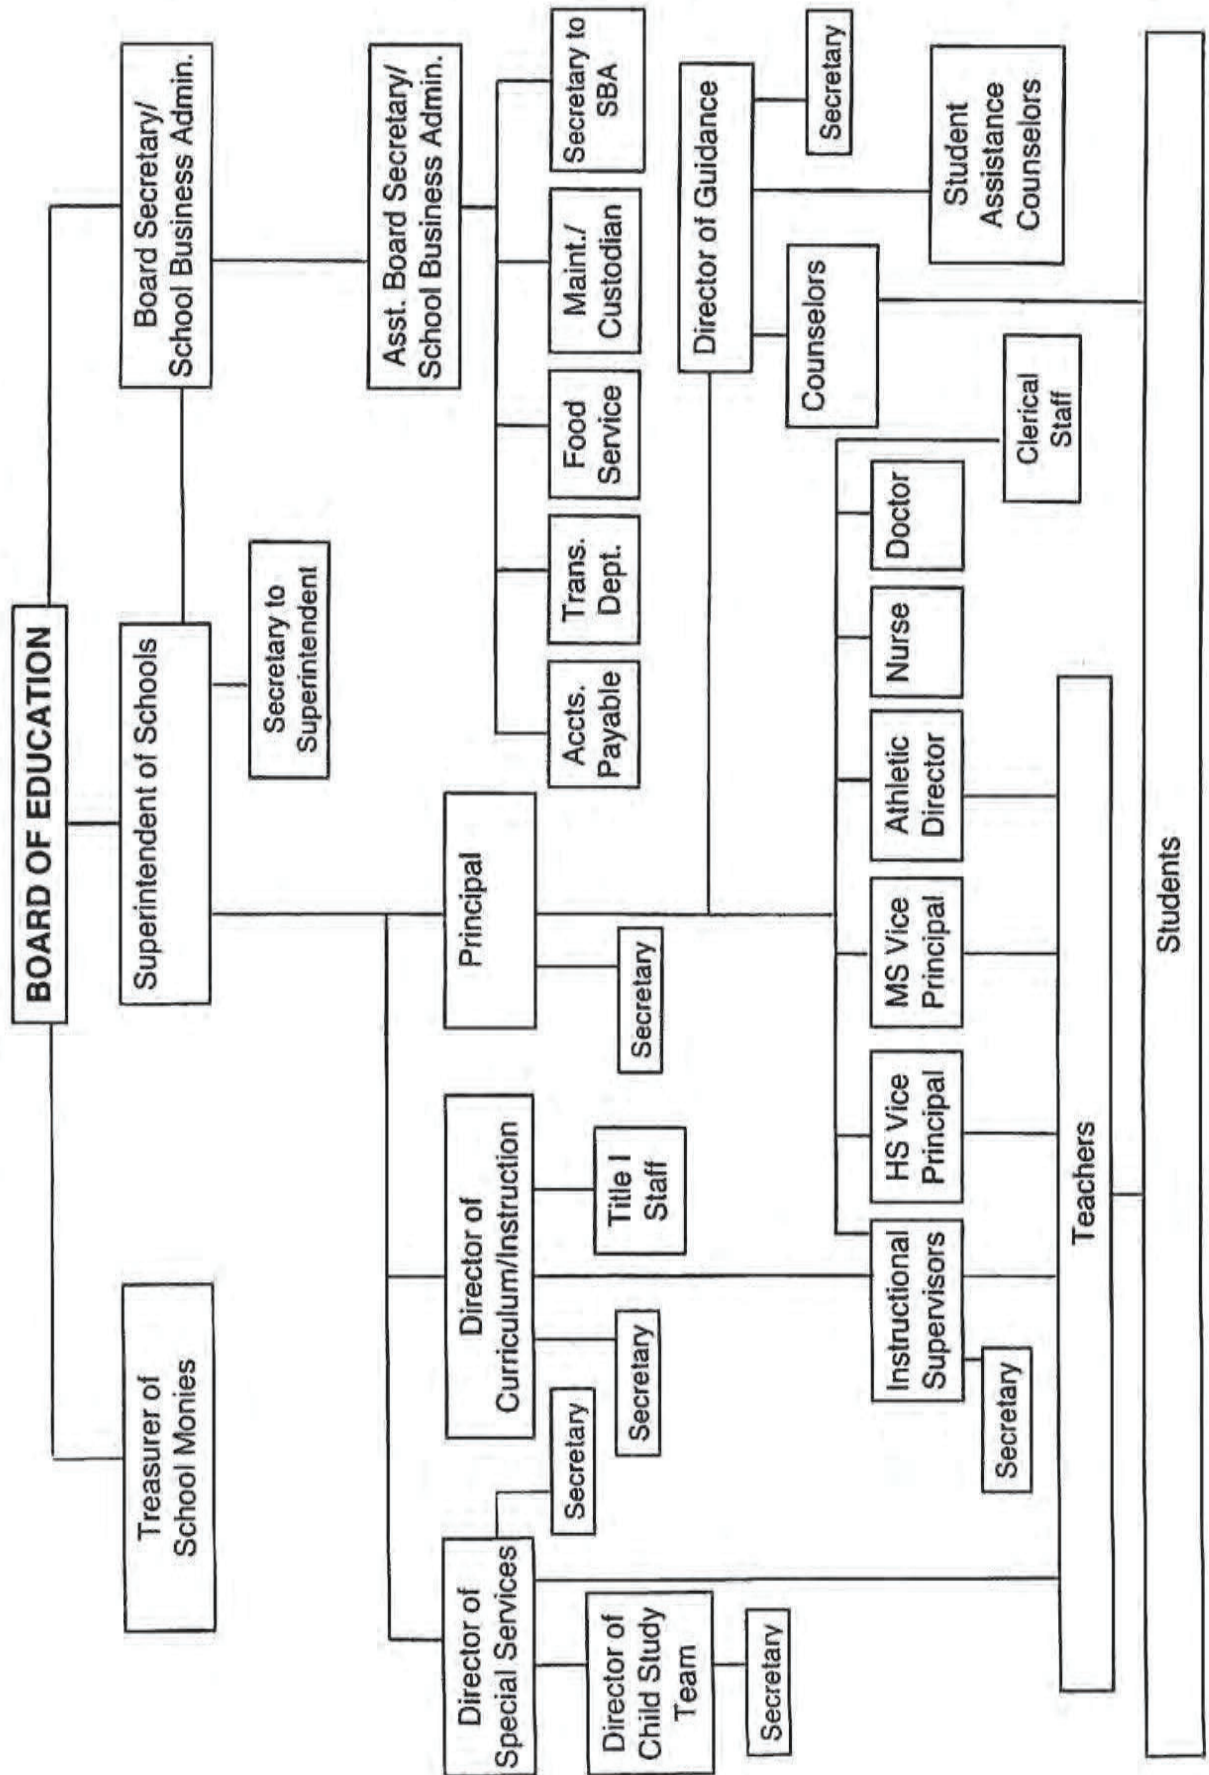 BOARD OF EDUCATION
Treasurer of
School Monies
Superintendent of Schools
Board Secretary/
School Business Admin.
Secretary to
Superintendent
Asst. Board Secretary/
School Business Admin.
Director of
Special Services
Director of
Curriculum/Instruction
Principal
Accts.
Payable
Trans.
Dept.
Food
Service
Maint./
Custodian
Secretary to
SBA
Secretary
Director of
Child Study
Team
Secretary
Title I
Staff
Secretary
Director of Guidance
Secretary
Counselors
Secretary
Instructional
Supervisors
HS Vice
Principal
MS Vice
Principal
Athletic
Director
Nurse
Doctor
Student
Assistance
Counselors
Secretary
Clerical
Staff
Teachers
Students